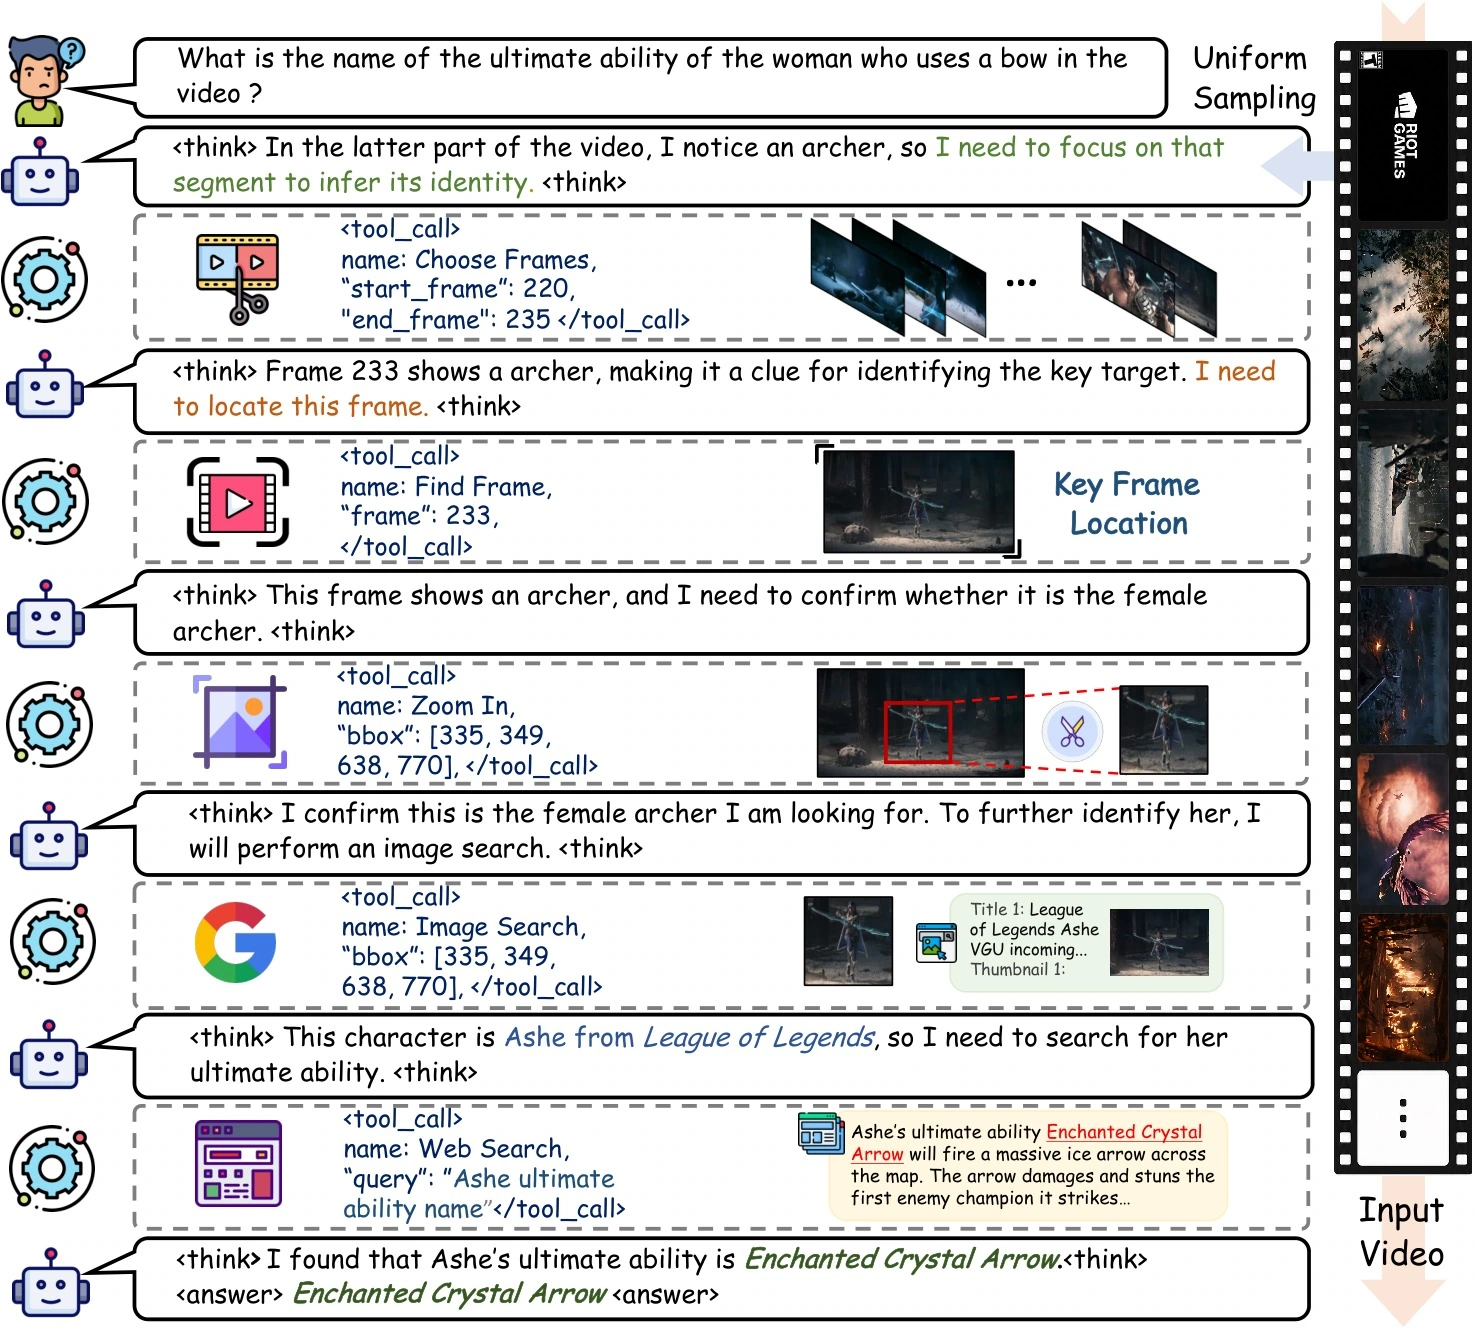 What is the name of the ultimate ability of the woman who uses a bow in the
video ?
Uniform
Sampling
RIOT
GAMES
<think> In the latter part of the video, I notice an archer, so I need to focus on that
segment to infer its identity. <think>
<tool_call>
name: Choose Frames,
“start_frame”: 220,
"end_frame": 235 </tool_call>
...
<think> Frame 233 shows a archer, making it a clue for identifying the key target. I need
to locate this frame. <think>
<tool_call>
name: Find Frame,
“frame”: 233,
</tool_call>
Key Frame
Location
<think> This frame shows an archer, and I need to confirm whether it is the female
archer. <think>
<tool_call>
name: Zoom In,
“bbox”: [335, 349,
638, 770], </tool_call>
<think> I confirm this is the female archer I am looking for. To further identify her, I
will perform an image search. <think>
<tool_call>
name: Image Search,
“bbox”: [335, 349,
638, 770], </tool_call>
Title 1: League
of Legends Ashe
VGU incoming...
Thumbnail 1:
<think> This character is Ashe from League of Legends, so I need to search for her
ultimate ability. <think>
<tool_call>
name: Web Search,
“query”: "Ashe ultimate
ability name"</tool_call>
Ashe’s ultimate ability Enchanted Crystal
Arrow will fire a massive ice arrow across
the map. The arrow damages and stuns the
first enemy champion it strikes…
...
Input
Video
<think> I found that Ashe’s ultimate ability is Enchanted Crystal Arrow.<think>
<answer> Enchanted Crystal Arrow <answer>